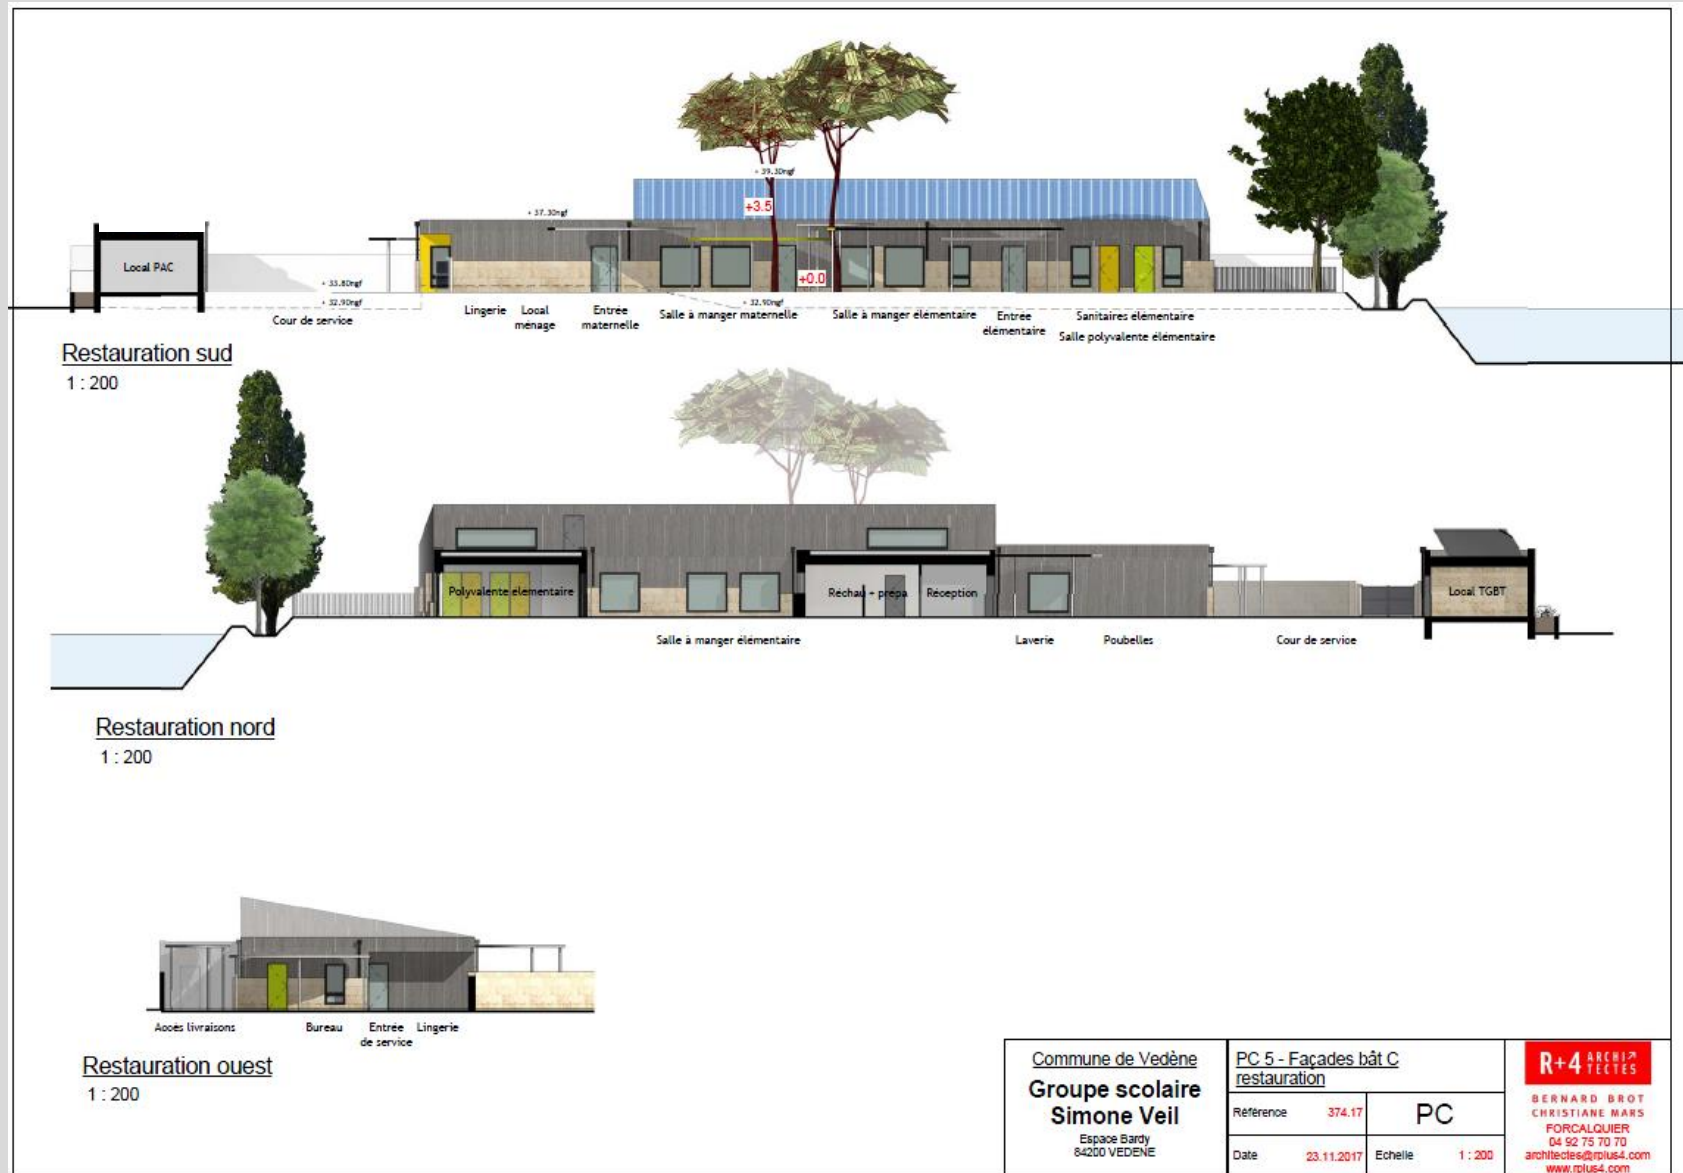 + 39.30ngf
+3.5
+ 37.30ngf
Local PAC
+0.0
+ 33.80ngf
+ 32.90ngf
+ 32.90ngf
Cour de service
Lingerie
Local
ménage
Entrée
maternelle
Salle à manger maternelle
Salle à manger élémentaire
Entrée
élémentaire
Sanitaires élémentaire
Salle polyvalente élémentaire
Restauration sud
1 : 200
Polyvalente élémentaire
Réchau + prépa
Réception
Local TGBT
Salle à manger élémentaire
Laverie
Poubelles
Cour de service
Restauration nord
1 : 200
Accès livraisons
Bureau
Entrée
de service
Lingerie
Restauration ouest
1 : 200
Commune de Vedène
Groupe scolaire
Simone Veil
Espace Bardy
84200 VEDENE
PC 5 - Façades bât C
restauration
Référence 374.17
PC
Date 23.11.2017
Echelle 1 : 200
R+4 ARCHI
TECTES
BERNARD BROT
CHRISTIANE MARS
FORCALQUIER
04 92 75 70 70
architectes@rplus4.com
www.rplus4.com